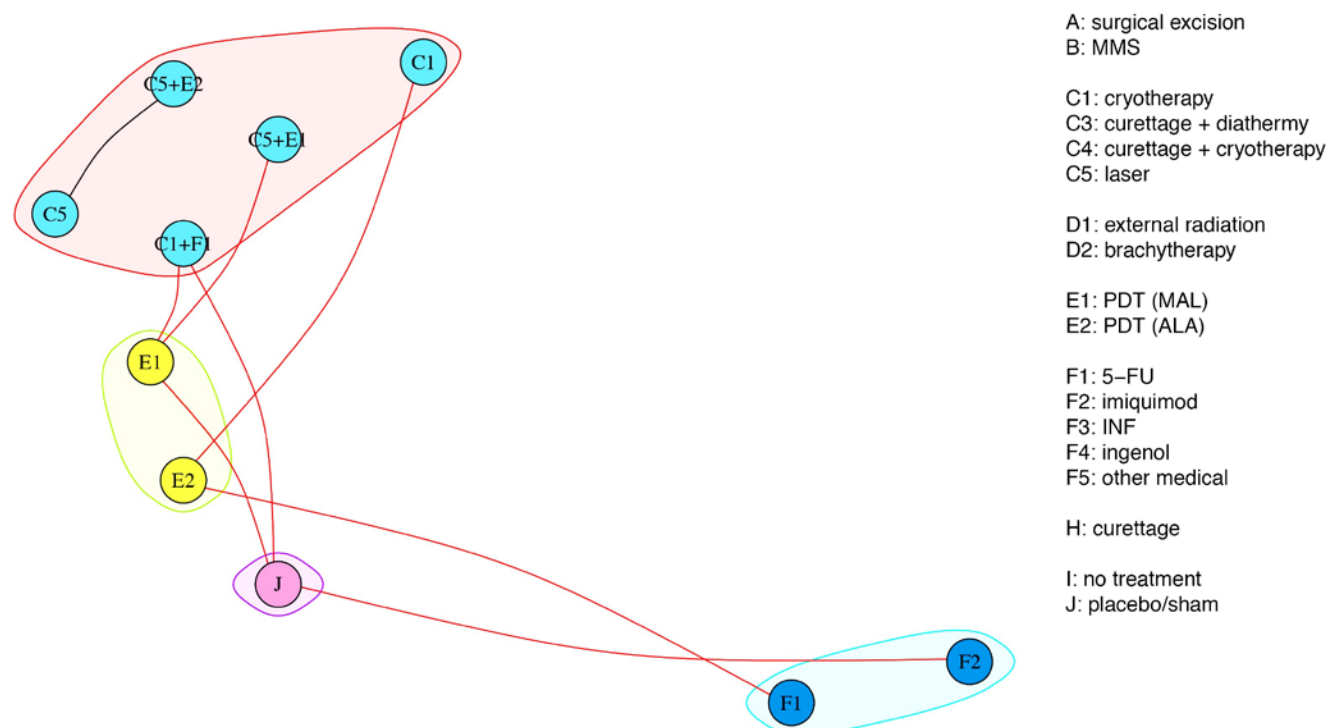 C1
C5+E2
C5+E1
C5
C1+F1
E1
E2
J
F2
F1
A: surgical excision
B: MMS
C1: cryotherapy
C3: curettage + diathermy
C4: curettage + cryotherapy
C5: laser
D1: external radiation
D2: brachytherapy
E1: PDT (MAL)
E2: PDT (ALA)
F1: 5–FU
F2: imiquimod
F3: INF
F4: ingenol
F5: other medical
H: curettage
I: no treatment
J: placebo/sham